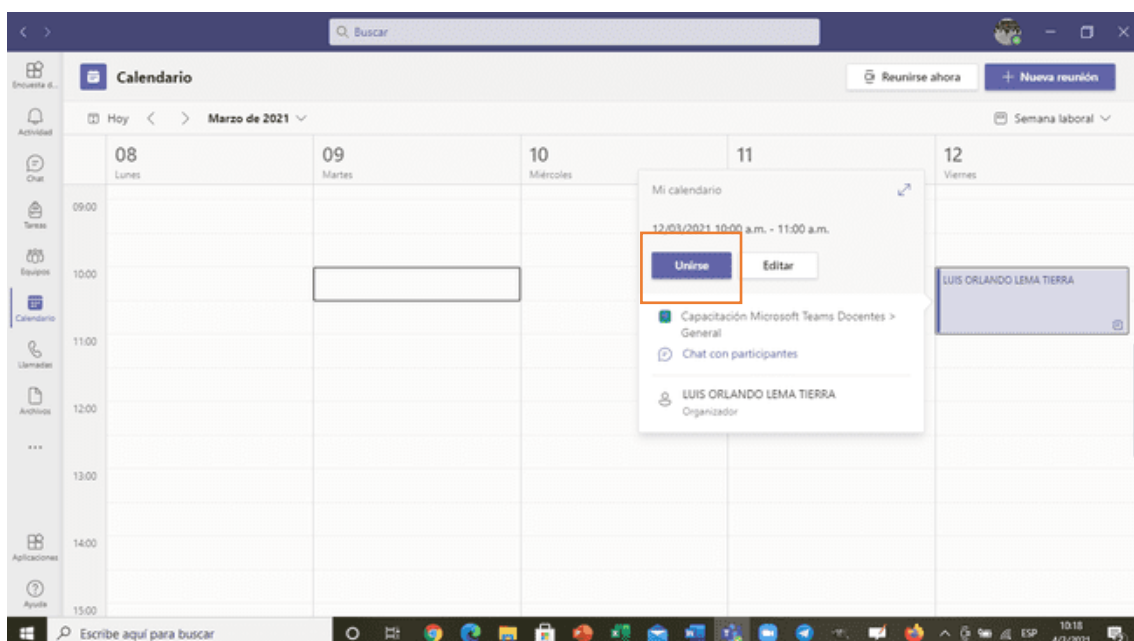 Buscar
Encuesta d...
Actividad
Chat
Tareas
Equipos
Calendario
Llamadas
Archivos
Aplicaciones
Ayuda
Calendario
Reunirse ahora
+ Nueva reunión
Hoy
Marzo de 2021
Semana laboral
08
Lunes
09
Martes
10
Miércoles
11
12
Viernes
09:00
10:00
11:00
12:00
13:00
14:00
15:00
Mi calendario
12/03/2021 10:00 a.m. - 11:00 a.m.
Unirse
Editar
Capacitación Microsoft Teams Docentes >
General
Chat con participantes
LUIS ORLANDO LEMA TIERRA
Organizador
LUIS ORLANDO LEMA TIERRA
Escribe aquí para buscar
ESP
10:18
4/3/2021